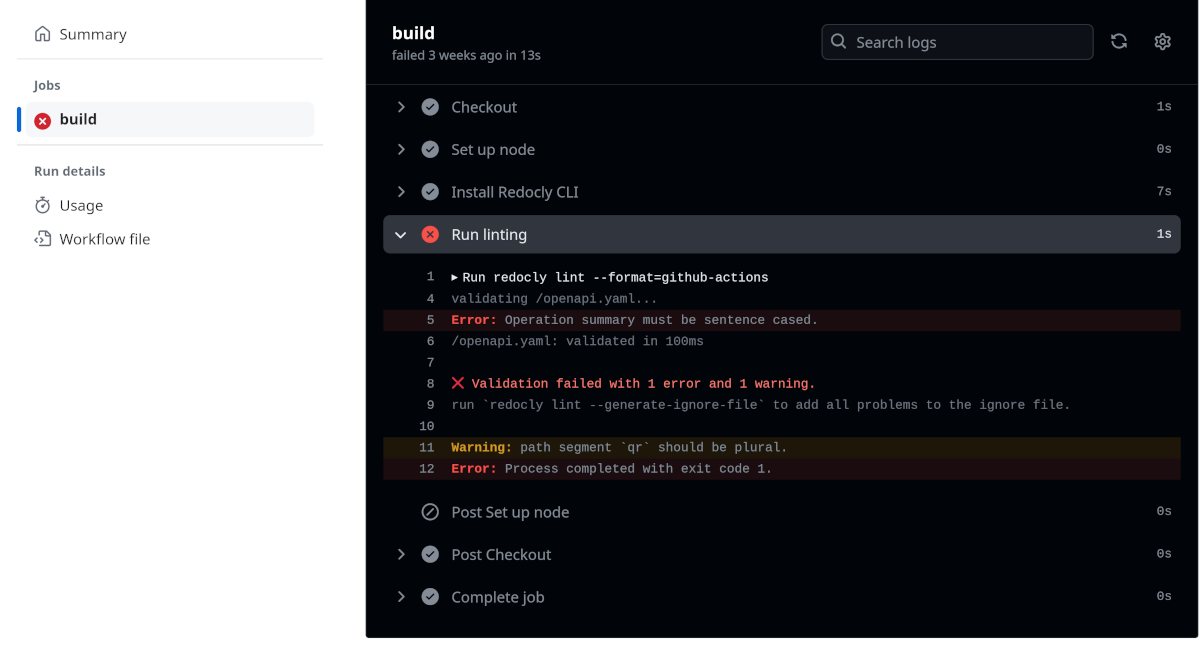 Summary
Jobs
build
Run details
Usage
Workflow file
build
failed 3 weeks ago in 13s
Search logs
Checkout 1s
Set up node 0s
Install Redocly CLI 7s
Run linting 1s
1 Run redocly lint --format=github-actions
4 validating /openapi.yaml...
5 Error: Operation summary must be sentence cased.
6 /openapi.yaml: validated in 100ms
7
8 ❌ Validation failed with 1 error and 1 warning.
9 run `redocly lint --generate-ignore-file` to add all problems to the ignore file.
10
11 Warning: path segment `qr` should be plural.
12 Error: Process completed with exit code 1.
Post Set up node 0s
Post Checkout 0s
Complete job 0s